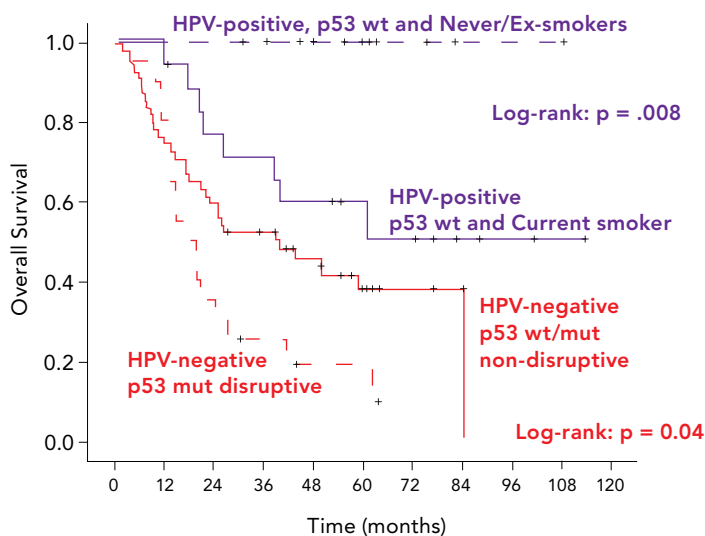 HPV-positive, p53 wt and Never/Ex-smokers
1.0
Log-rank: p = .008
0.8
HPV-positive
p53 wt and Current smoker
0.6
Overall Survival
0.4
HPV-negative
p53 wt/mut
non-disruptive
HPV-negative
p53 mut disruptive
0.2
Log-rank: p = 0.04
0.0
0 12 24 36 48 60 72 84 96 108 120
Time (months)